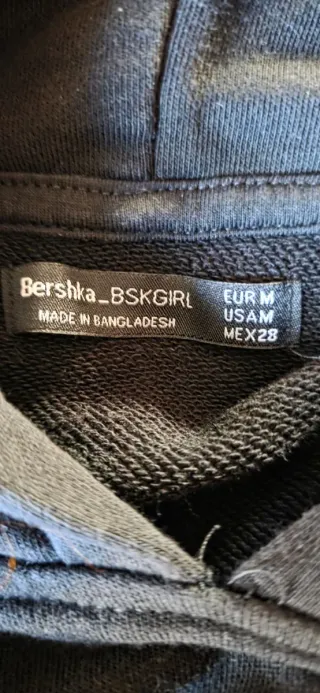 Bershka_BSKGIRL
MADE IN BANGLADESH
EUR M
USA M
MEX 28